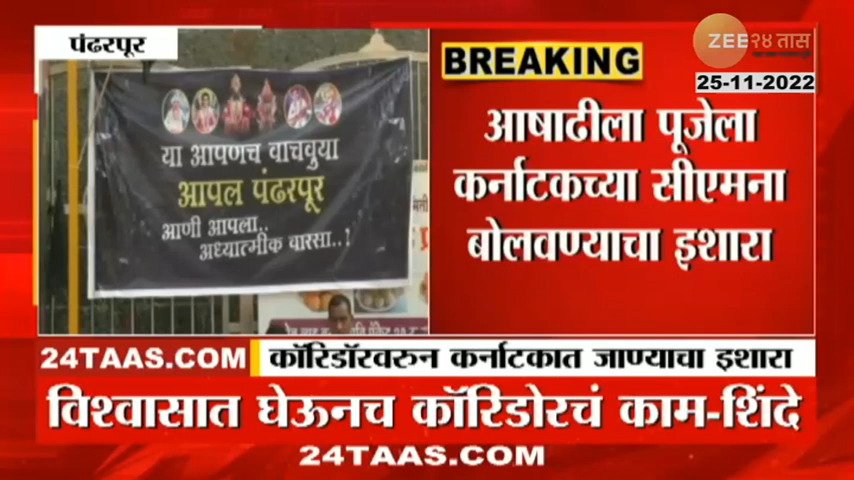 पंढरपूर
BREAKING
ZEE २४ तास
25-11-2022
या आपणच वाचवुया
आपल पंढरपूर
आणी आपला..
अध्यात्मीक वारसा..!
आषाढीला पूजेला
कर्नाटकच्या सीएमना
बोलवण्याचा इशारा
24TAAS.COM
कॉरिडॉरवरुन कर्नाटकात जाण्याचा इशारा
विश्वासात घेऊनच कॉरिडोरचं काम-शिंदे
24TAAS.COM